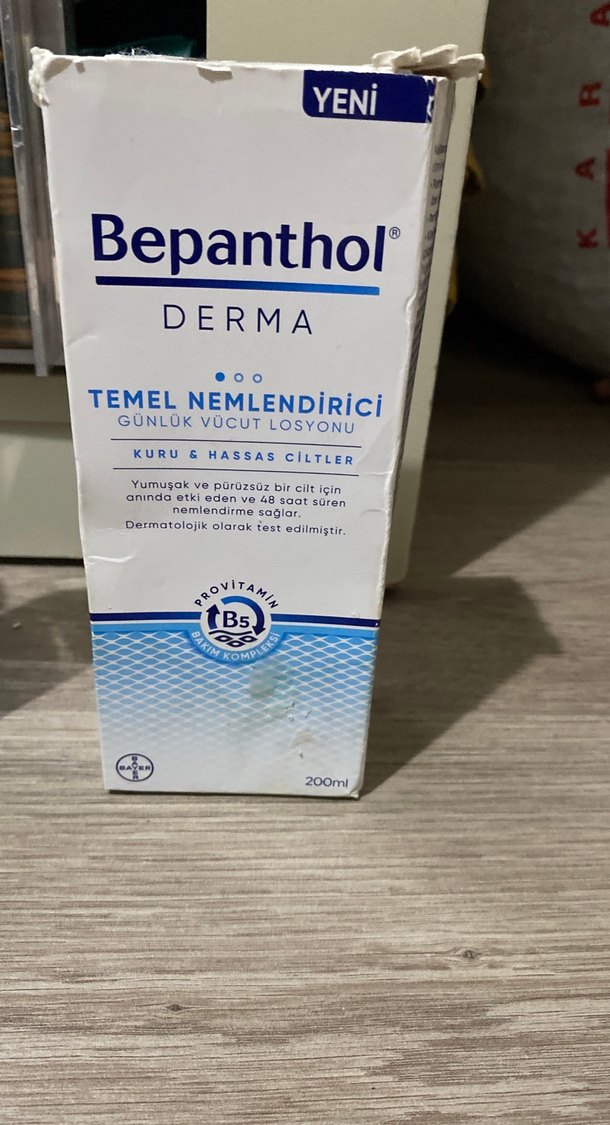 YENİ
Bepanthol®
DERMA
TEMEL NEMLENDİRİCİ
GÜNLÜK VÜCUT LOSYONU
KURU & HASSAS CİLTLER
Yumuşak ve pürüzsüz bir cilt için
anında etki eden ve 48 saat süren
nemlendirme sağlar.
Dermatolojik olarak test edilmiştir.
PROVİTAMİN
B5
BAKIM KOMPLEKSİ
BAYER
BAYER
200ml
K A R A